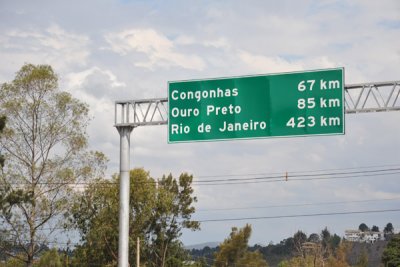 Congonhas 67 km
Ouro Preto 85 km
Rio de Janeiro 423 km